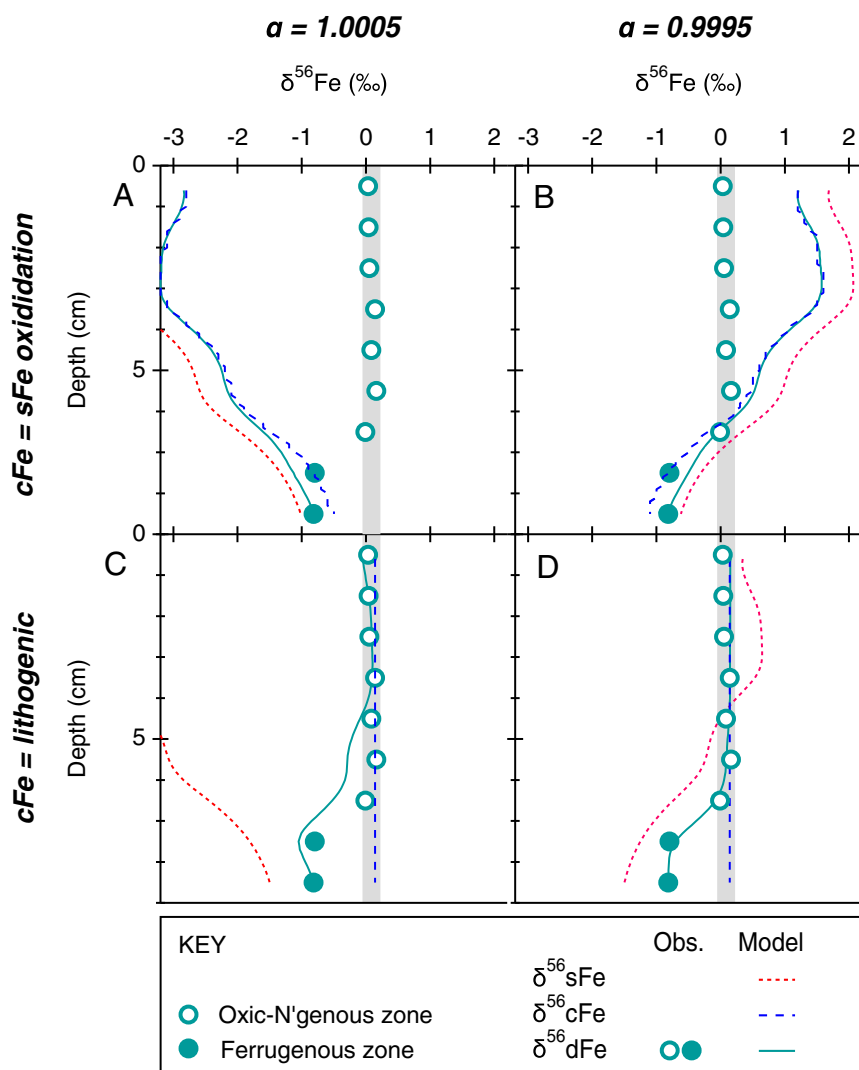 a = 1.0005 a = 0.9995
δ⁵⁶Fe (‰) δ⁵⁶Fe (‰)
-3 -2 -1 0 1 2 -3 -2 -1 0 1 2
0
A B
cFe = sFe oxididation
Depth (cm)
5
0
C D
cFe = lithogenic
Depth (cm)
5
KEY Obs. Model
δ⁵⁶sFe
δ⁵⁶cFe
Oxic-N'genous zone
δ⁵⁶dFe
Ferrugenous zone